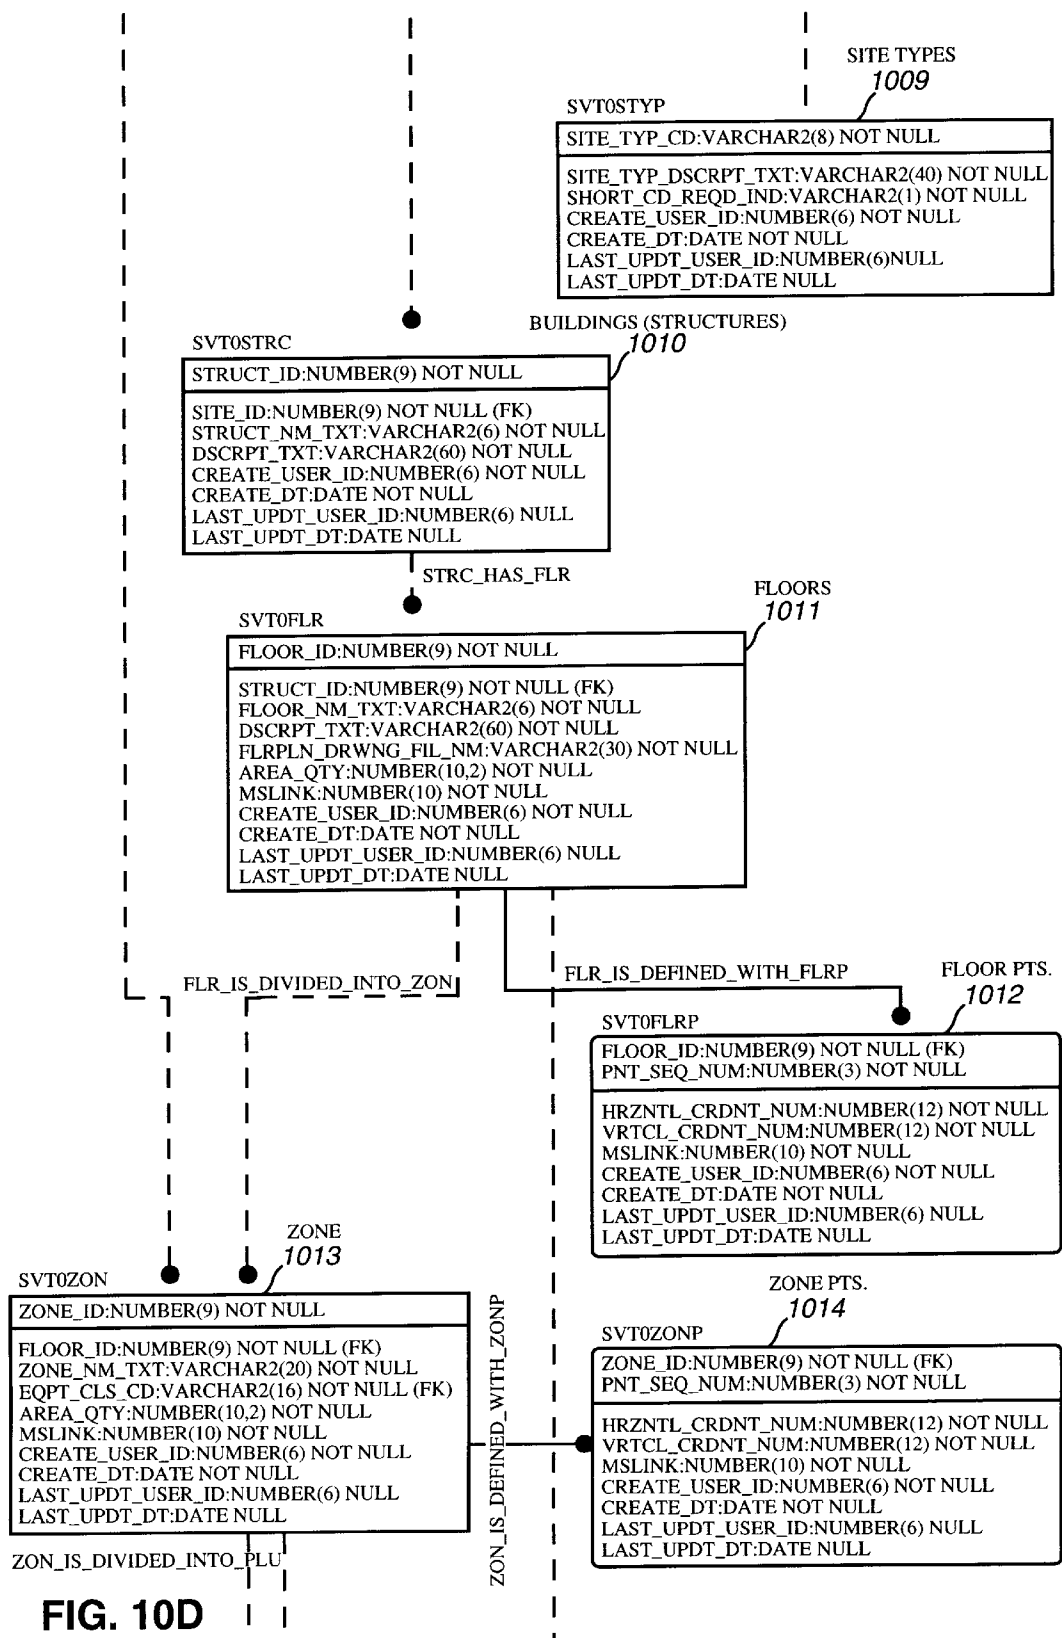 SITE TYPES
1009
SVT0STYP
SITE_TYP_CD:VARCHAR2(8) NOT NULL
SITE_TYP_DSCRPT_TXT:VARCHAR2(40) NOT NULL
SHORT_CD_REQD_IND:VARCHAR2(1) NOT NULL
CREATE_USER_ID:NUMBER(6) NOT NULL
CREATE_DT:DATE NOT NULL
LAST_UPDT_USER_ID:NUMBER(6)NULL
LAST_UPDT_DT:DATE NULL
BUILDINGS (STRUCTURES)
1010
SVT0STRC
STRUCT_ID:NUMBER(9) NOT NULL
SITE_ID:NUMBER(9) NOT NULL (FK)
STRUCT_NM_TXT:VARCHAR2(6) NOT NULL
DSCRPT_TXT:VARCHAR2(60) NOT NULL
CREATE_USER_ID:NUMBER(6) NOT NULL
CREATE_DT:DATE NOT NULL
LAST_UPDT_USER_ID:NUMBER(6) NULL
LAST_UPDT_DT:DATE NULL
STRC_HAS_FLR
FLOORS
1011
SVT0FLR
FLOOR_ID:NUMBER(9) NOT NULL
STRUCT_ID:NUMBER(9) NOT NULL (FK)
FLOOR_NM_TXT:VARCHAR2(6) NOT NULL
DSCRPT_TXT:VARCHAR2(60) NOT NULL
FLRPLN_DRWNG_FIL_NM:VARCHAR2(30) NOT NULL
AREA_QTY:NUMBER(10,2) NOT NULL
MSLINK:NUMBER(10) NOT NULL
CREATE_USER_ID:NUMBER(6) NOT NULL
CREATE_DT:DATE NOT NULL
LAST_UPDT_USER_ID:NUMBER(6) NULL
LAST_UPDT_DT:DATE NULL
FLR_IS_DIVIDED_INTO_ZON
FLR_IS_DEFINED_WITH_FLRP
FLOOR PTS.
1012
SVT0FLRP
FLOOR_ID:NUMBER(9) NOT NULL (FK)
PNT_SEQ_NUM:NUMBER(3) NOT NULL
HRZNTL_CRDNT_NUM:NUMBER(12) NOT NULL
VRTCL_CRDNT_NUM:NUMBER(12) NOT NULL
MSLINK:NUMBER(10) NOT NULL
CREATE_USER_ID:NUMBER(6) NOT NULL
CREATE_DT:DATE NOT NULL
LAST_UPDT_USER_ID:NUMBER(6) NULL
LAST_UPDT_DT:DATE NULL
ZONE
1013
SVT0ZON
ZONE_ID:NUMBER(9) NOT NULL
FLOOR_ID:NUMBER(9) NOT NULL (FK)
ZONE_NM_TXT:VARCHAR2(20) NOT NULL
EQPT_CLS_CD:VARCHAR2(16) NOT NULL (FK)
AREA_QTY:NUMBER(10,2) NOT NULL
MSLINK:NUMBER(10) NOT NULL
CREATE_USER_ID:NUMBER(6) NOT NULL
CREATE_DT:DATE NOT NULL
LAST_UPDT_USER_ID:NUMBER(6) NULL
LAST_UPDT_DT:DATE NULL
ZON_IS_DEFINED_WITH_ZONP
ZONE PTS.
1014
SVT0ZONP
ZONE_ID:NUMBER(9) NOT NULL (FK)
PNT_SEQ_NUM:NUMBER(3) NOT NULL
HRZNTL_CRDNT_NUM:NUMBER(12) NOT NULL
VRTCL_CRDNT_NUM:NUMBER(12) NOT NULL
MSLINK:NUMBER(10) NOT NULL
CREATE_USER_ID:NUMBER(6) NOT NULL
CREATE_DT:DATE NOT NULL
LAST_UPDT_USER_ID:NUMBER(6) NULL
LAST_UPDT_DT:DATE NULL
ZON_IS_DIVIDED_INTO_PLU
FIG. 10D